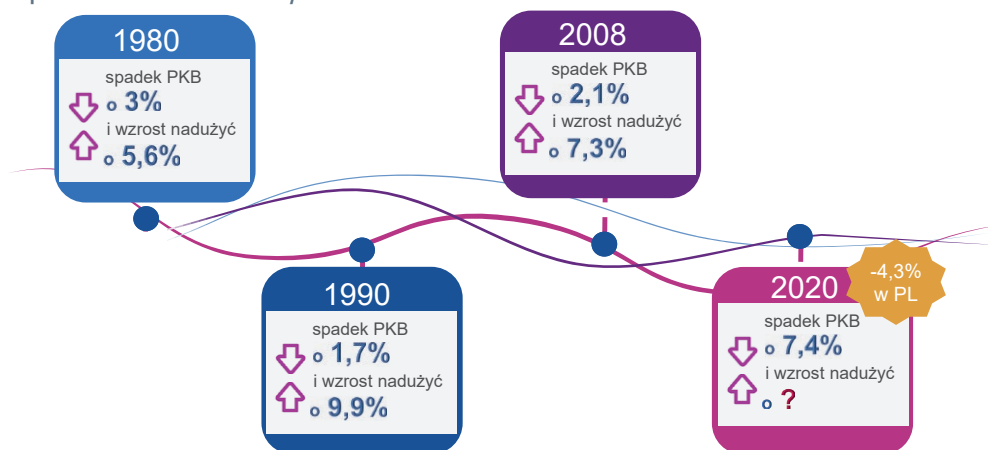 1980
spadek PKB
o 3%
i wzrost nadużyć
o 5,6%
2008
spadek PKB
o 2,1%
i wzrost nadużyć
o 7,3%
1990
spadek PKB
o 1,7%
i wzrost nadużyć
o 9,9%
2020
-4,3%
w PL
spadek PKB
o 7,4%
i wzrost nadużyć
o ?